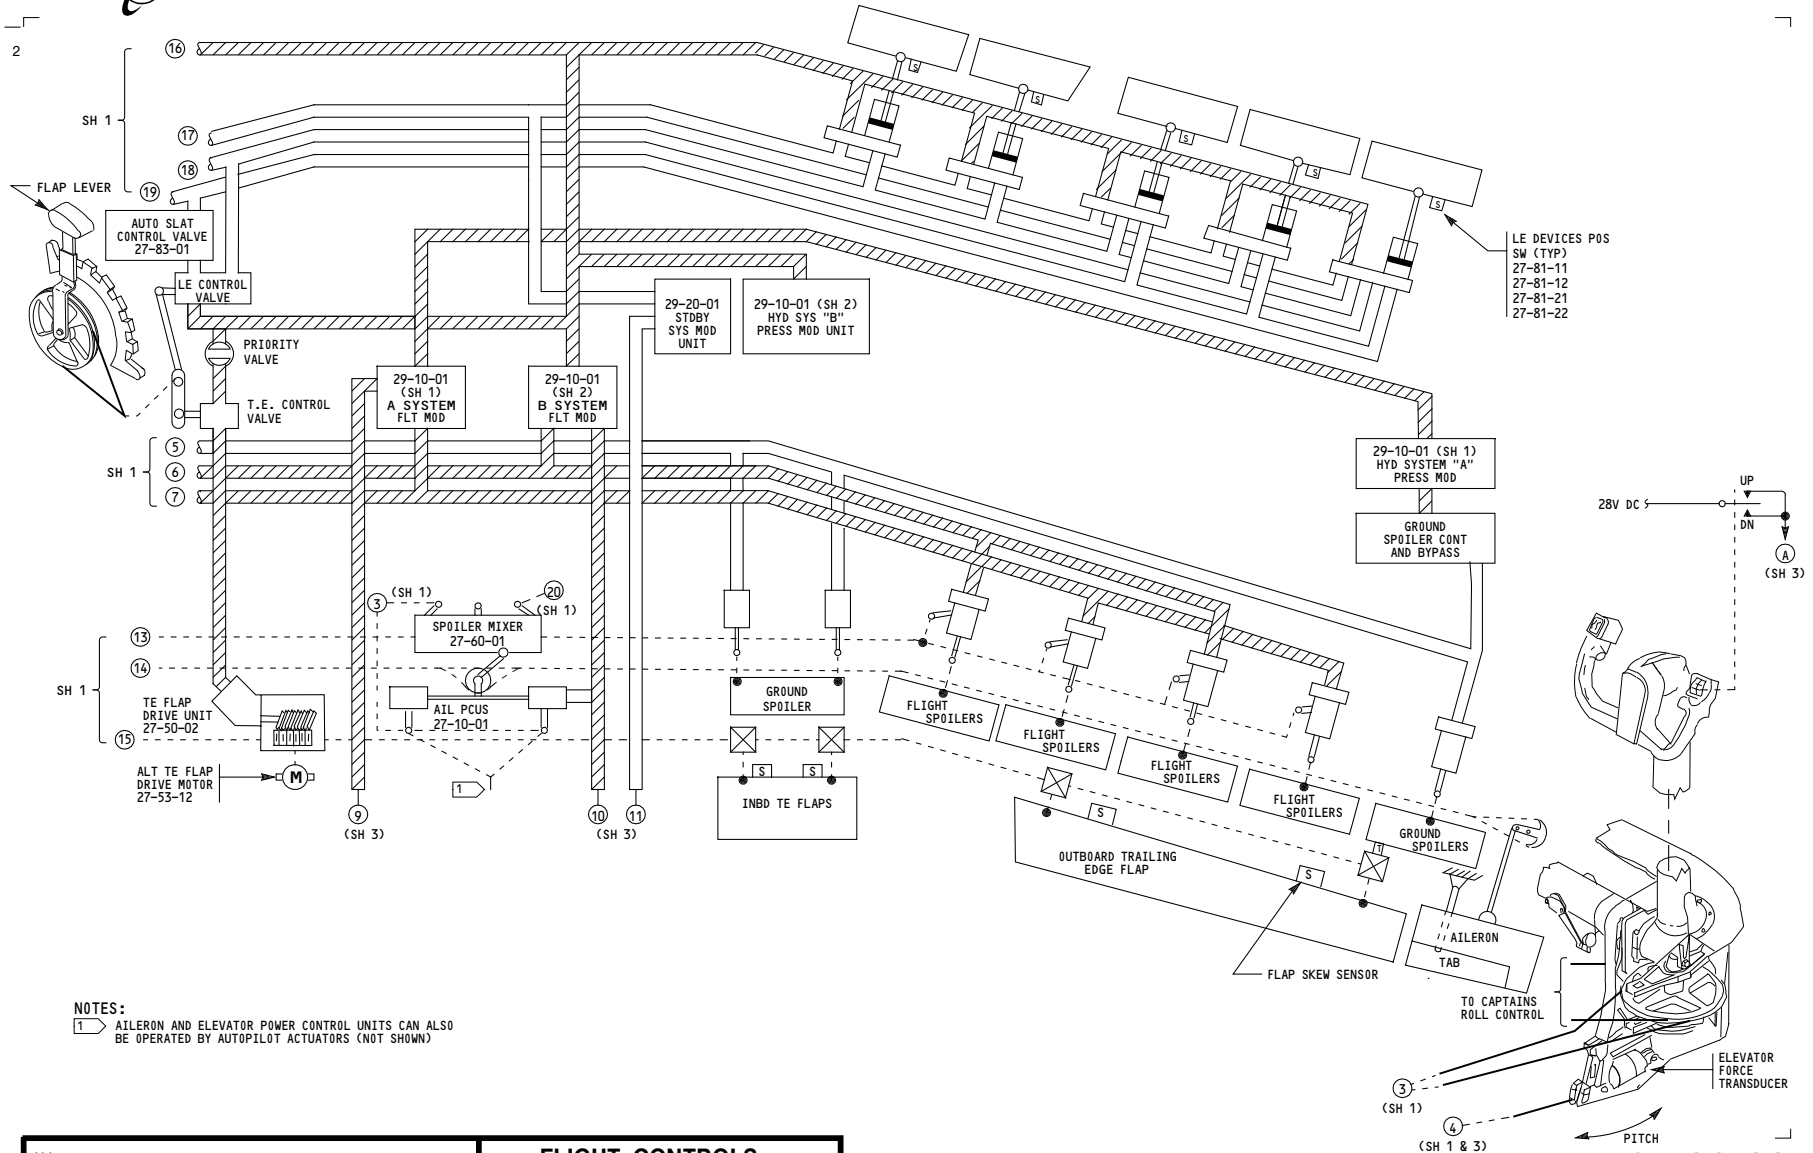 2
16
SH 1
17
18
19
FLAP LEVER
AUTO SLAT
CONTROL VALVE
27-83-01
LE CONTROL
VALVE
PRIORITY
VALVE
T.E. CONTROL
VALVE
29-20-01
STDBY
SYS MOD
UNIT
29-10-01 (SH 2)
HYD SYS "B"
PRESS MOD UNIT
29-10-01
(SH 1)
A SYSTEM
FLT MOD
29-10-01
(SH 2)
B SYSTEM
FLT MOD
S
S
S
S
S
LE DEVICES POS
SW (TYP)
27-81-11
27-81-12
27-81-21
27-81-22
SH 1
5
6
7
29-10-01 (SH 1)
HYD SYSTEM "A"
PRESS MOD
GROUND
SPOILER CONT
AND BYPASS
28V DC
UP
DN
A
(SH 3)
3
(SH 1)
20
(SH 1)
SPOILER MIXER
27-60-01
SH 1
13
14
15
TE FLAP
DRIVE UNIT
27-50-02
ALT TE FLAP
DRIVE MOTOR
27-53-12
M
AIL PCUS
27-10-01
1
9
(SH 3)
10
(SH 3)
11
GROUND
SPOILER
S
S
INBD TE FLAPS
FLIGHT
SPOILERS
FLIGHT
SPOILERS
FLIGHT
SPOILERS
FLIGHT
SPOILERS
GROUND
SPOILERS
S
T
S
OUTBOARD TRAILING
EDGE FLAP
FLAP SKEW SENSOR
AILERON
TAB
TO CAPTAINS
ROLL CONTROL
ELEVATOR
FORCE
TRANSDUCER
3
(SH 1)
4
(SH 1 & 3)
PITCH
NOTES:
1 AILERON AND ELEVATOR POWER CONTROL UNITS CAN ALSO
BE OPERATED BY AUTOPILOT ACTUATORS (NOT SHOWN)
FLIGHT CONTROLS